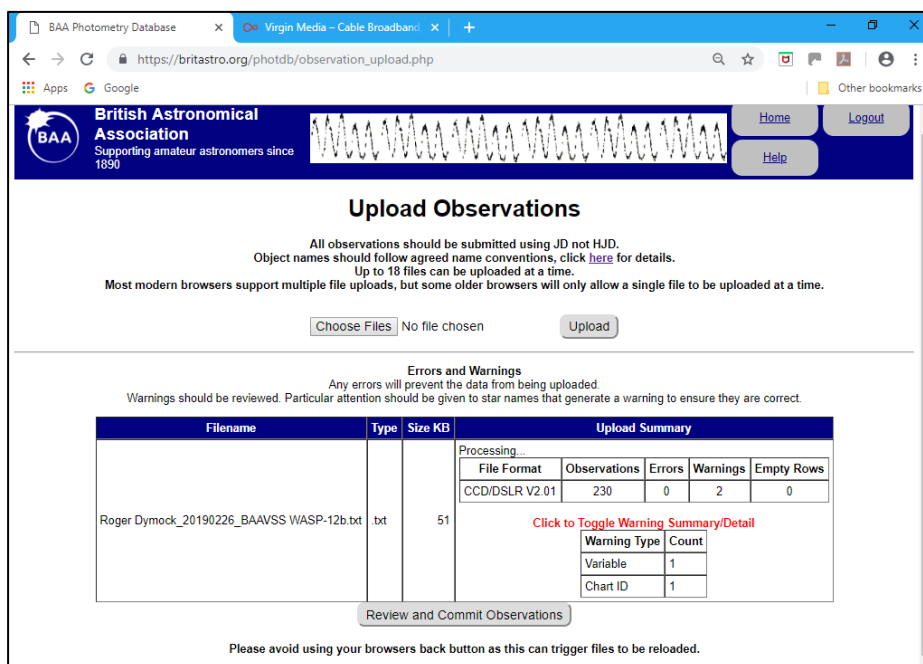 BAA Photometry Database
Virgin Media – Cable Broadband
https://britastro.org/photdb/observation_upload.php
Apps Google Other bookmarks
BAA
British Astronomical
Association
Supporting amateur astronomers since
1890
Home Logout
Help
Upload Observations
All observations should be submitted using JD not HJD.
Object names should follow agreed name conventions, click here for details.
Up to 18 files can be uploaded at a time.
Most modern browsers support multiple file uploads, but some older browsers will only allow a single file to be uploaded at a time.
Choose Files No file chosen Upload
Errors and Warnings
Any errors will prevent the data from being uploaded.
Warnings should be reviewed. Particular attention should be given to star names that generate a warning to ensure they are correct.
Filename Type Size KB Upload Summary
Processing...
File Format Observations Errors Warnings Empty Rows
CCD/DSLR V2.01 230 0 2 0
Roger Dymock_20190226_BAAVSS WASP-12b.txt .txt 51
Click to Toggle Warning Summary/Detail
Warning Type Count
Variable 1
Chart ID 1
Review and Commit Observations
Please avoid using your browsers back button as this can trigger files to be reloaded.